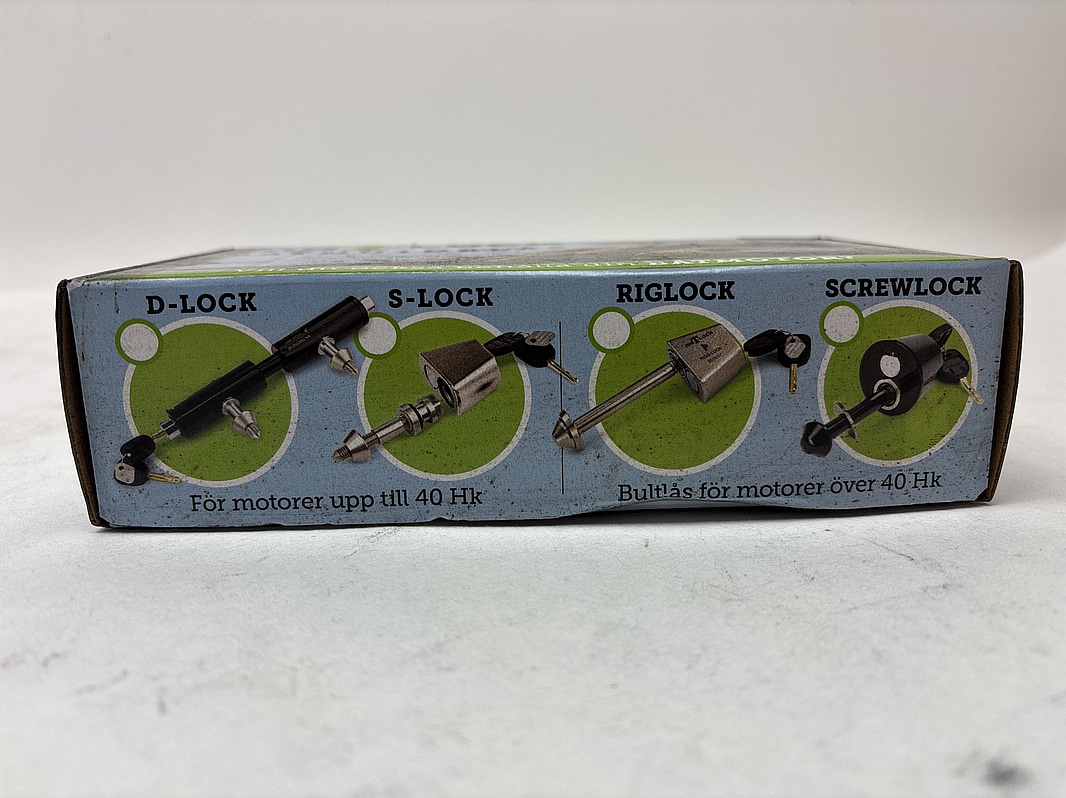 D-LOCK
S-LOCK
RIGLOCK
SCREWLOCK
För motorer upp till 40 Hk
Bultlås för motorer över 40 Hk